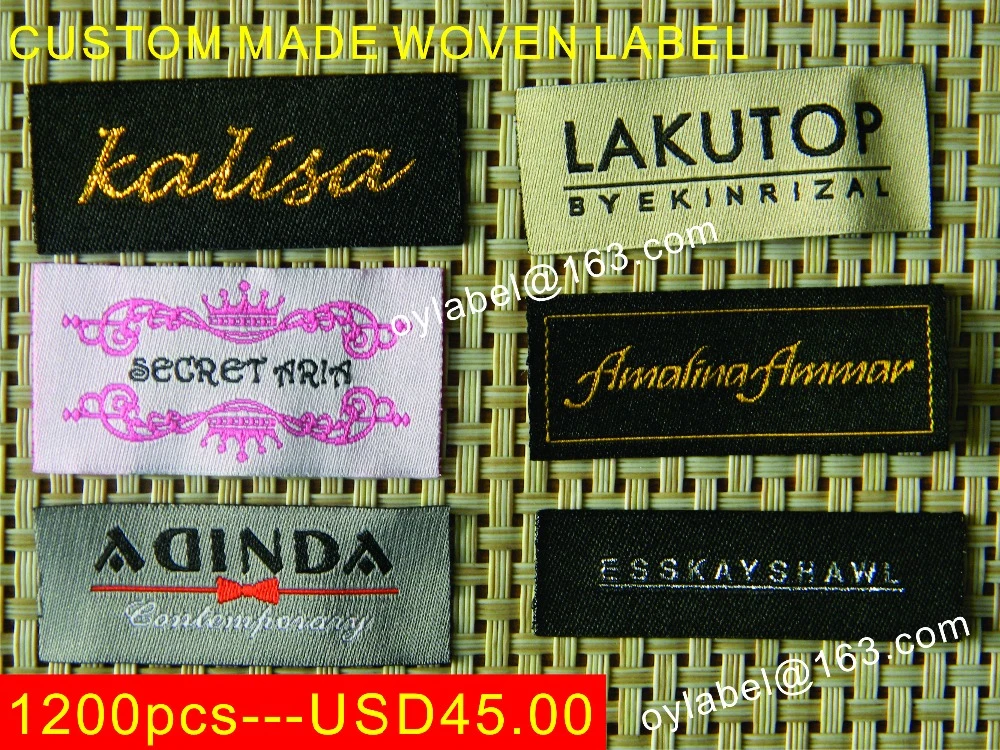 CUSTOM MADE WOVEN LABEL
kalisa
LAKUTOP
BYEKINRIZAL
oylabel@163.com
SECRET ARIA
Amalina Ammar
ADINDA
Contemporary
ESSKAYSHAWL
oylabel@163.com
1200pcs---USD45.00